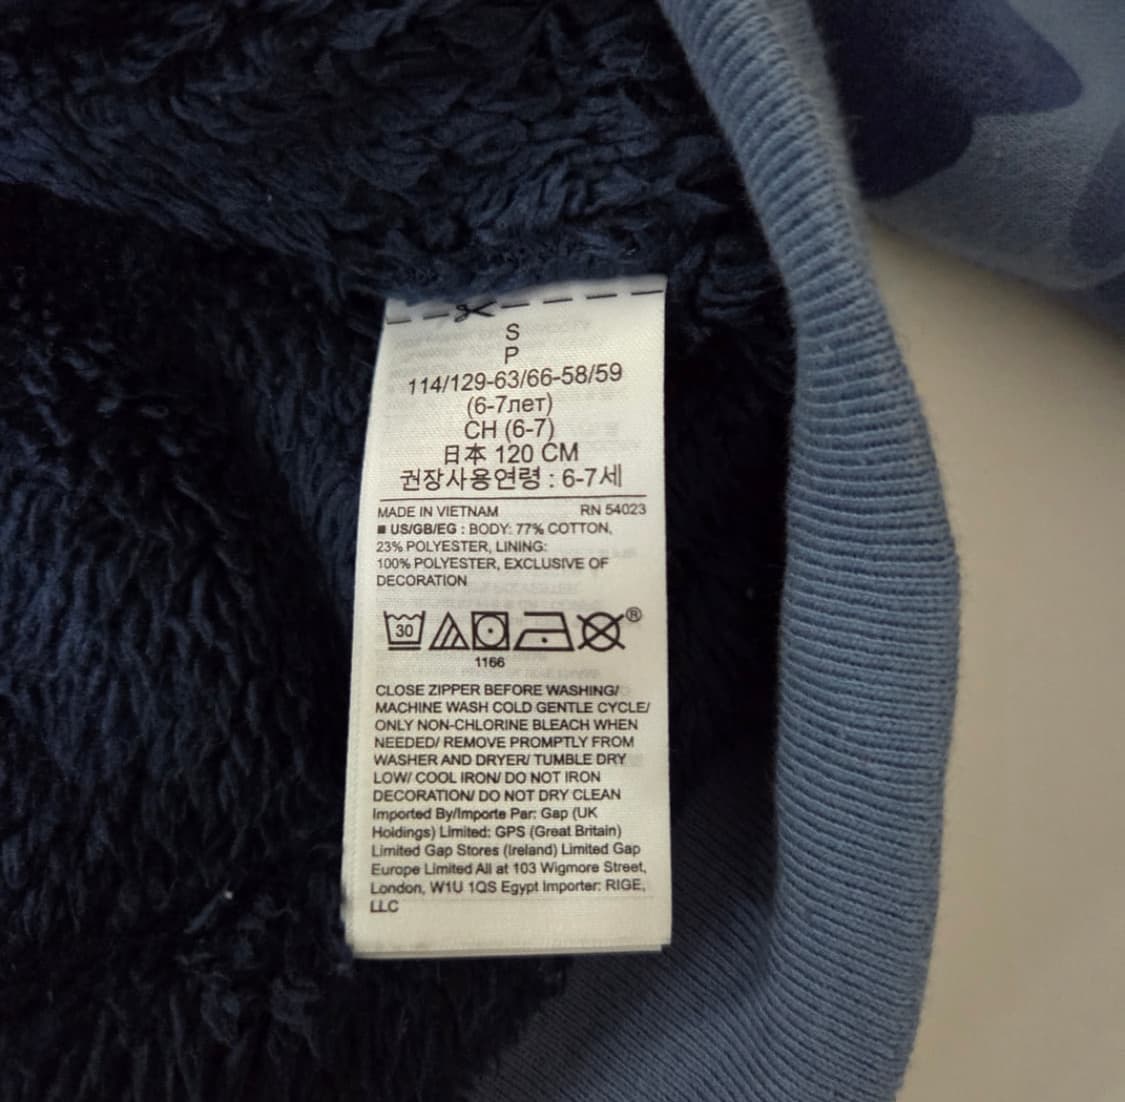 S
P
114/129-63/66-58/59
(6-7лет)
CH (6-7)
日本 120 CM
권장사용연령 : 6-7세
MADE IN VIETNAM RN 54023
■ US/GB/EG : BODY: 77% COTTON,
23% POLYESTER, LINING:
100% POLYESTER, EXCLUSIVE OF
DECORATION
30 ®
1166
CLOSE ZIPPER BEFORE WASHING/
MACHINE WASH COLD GENTLE CYCLE/
ONLY NON-CHLORINE BLEACH WHEN
NEEDED/ REMOVE PROMPTLY FROM
WASHER AND DRYER/ TUMBLE DRY
LOW/ COOL IRON/ DO NOT IRON
DECORATION/ DO NOT DRY CLEAN
Imported By/Importe Par: Gap (UK
Holdings) Limited: GPS (Great Britain)
Limited Gap Stores (Ireland) Limited Gap
Europe Limited All at 103 Wigmore Street,
London, W1U 1QS Egypt Importer: RIGE,
LLC